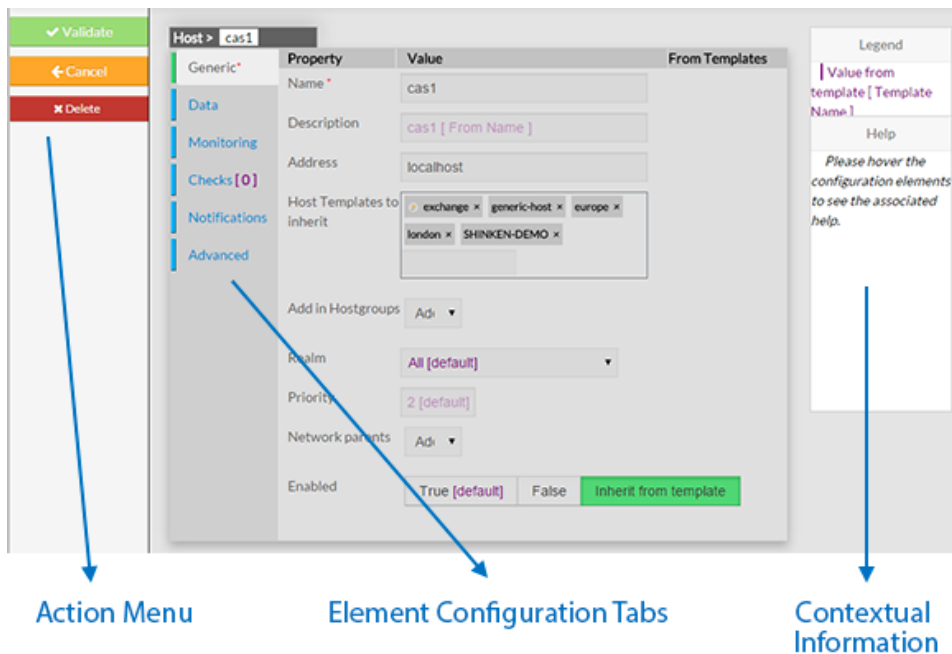 Validate
Cancel
Delete
Host > cas1
Generic*
Data
Monitoring
Checks [0]
Notifications
Advanced
Property Value From Templates
Name * cas1
Description cas1 [ From Name ]
Address localhost
Host Templates to inherit
exchange × generic-host × europe ×
london × SHINKEN-DEMO ×
Add in Hostgroups
Realm All [default]
Priority 2 [default]
Network parents
Enabled True [default] False Inherit from template
Legend
Value from
template [ Template
Name ]
Help
Please hover the
configuration elements
to see the associated
help.
Action Menu
Element Configuration Tabs
Contextual
Information